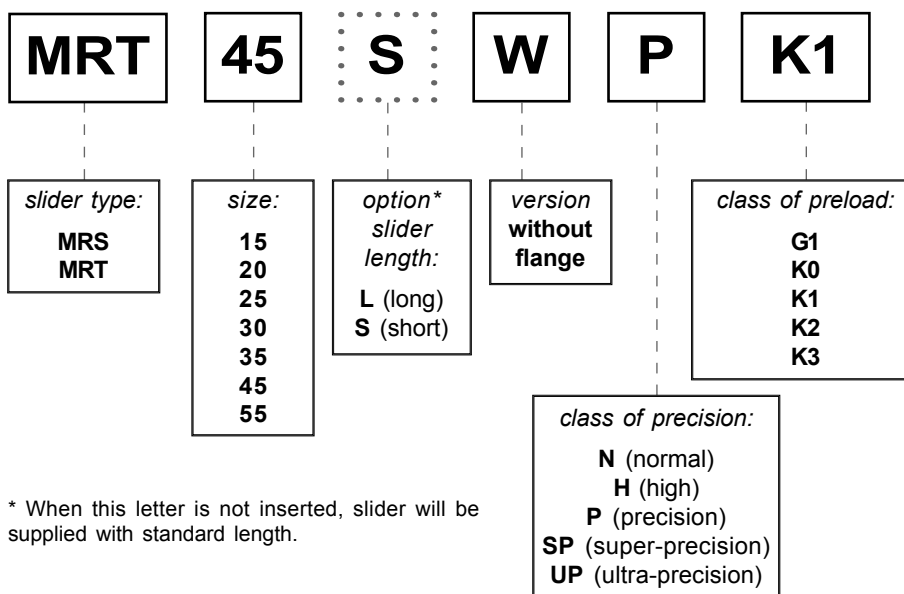 MRT 45 S W P K1
slider type:
MRS
MRT
size:
15
20
25
30
35
45
55
option*
slider
length:
L (long)
S (short)
version
without
flange
class of preload:
G1
K0
K1
K2
K3
class of precision:
N (normal)
H (high)
P (precision)
SP (super-precision)
UP (ultra-precision)
* When this letter is not inserted, slider will be
supplied with standard length.